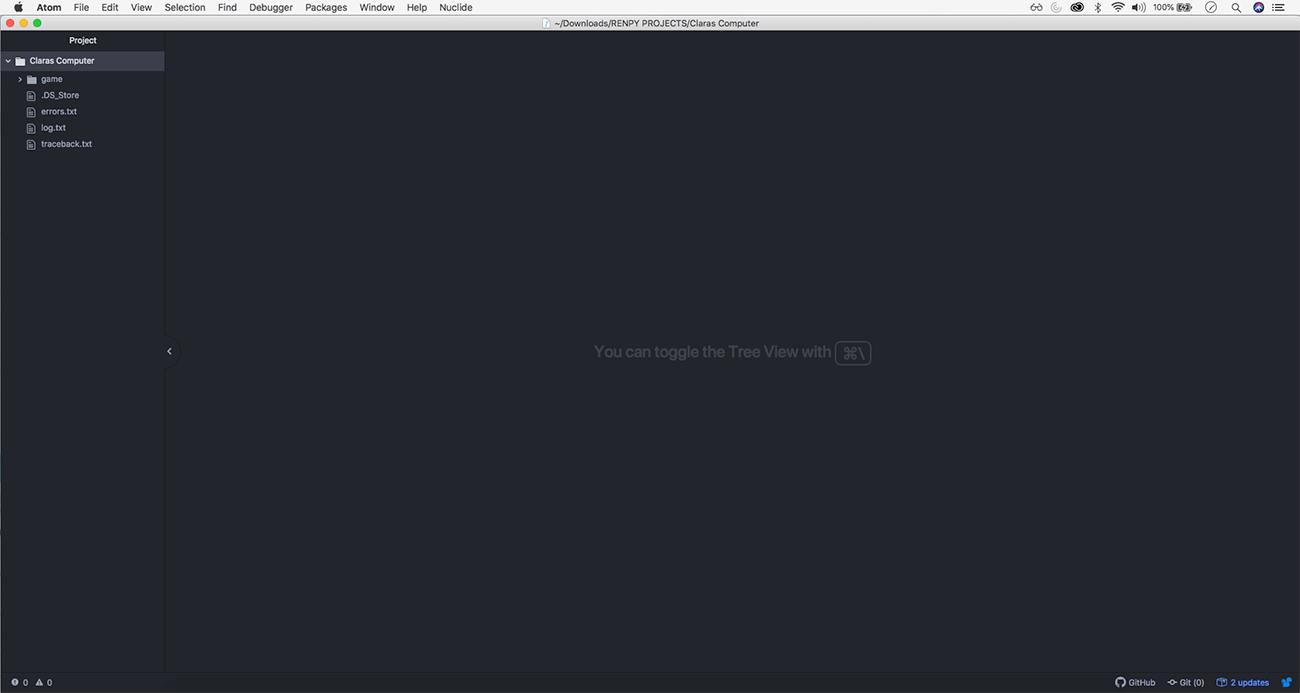 Atom File Edit View Selection Find Debugger Packages Window Help Nuclide 100%
~/Downloads/RENPY PROJECTS/Claras Computer
Project
Claras Computer
game
.DS_Store
errors.txt
log.txt
traceback.txt
You can toggle the Tree View with ⌘\
0 0 GitHub Git (0) 2 updates